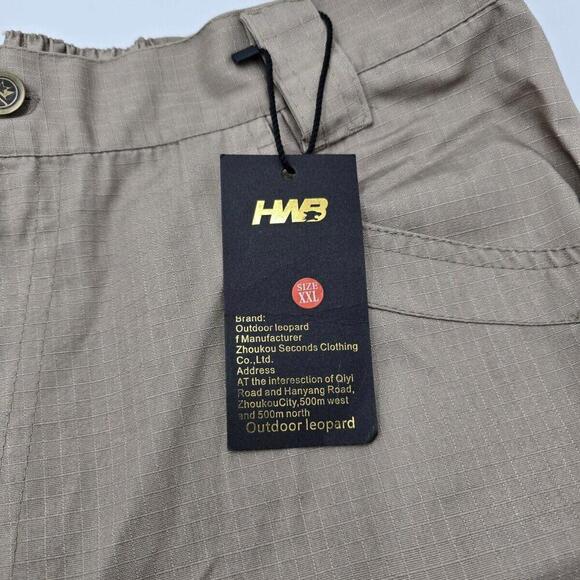 HWB
SIZE
XXL
Brand:
Outdoor leopard
f Manufacturer
Zhoukou Seconds Clothing
Co.,Ltd.
Address
AT the interesction of Qiyi
Road and Hanyang Road,
ZhoukouCity,500m west
and 500m north
Outdoor leopard